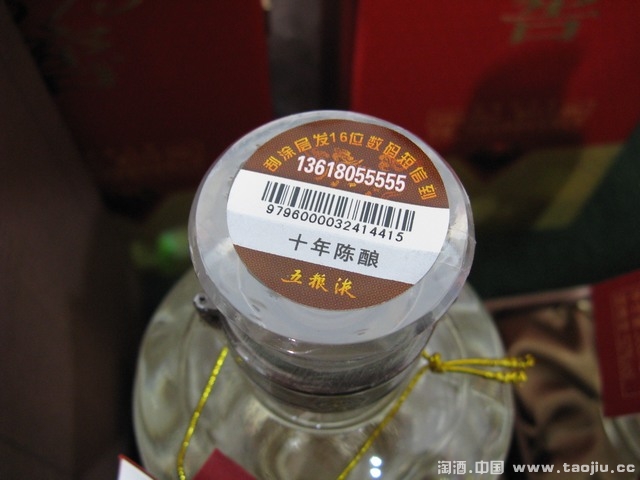 刮涂层发16位数码短信到
13618055555
9796000032414415
十年陈酿
五粮液
淘酒.中国 www.taojiu.cc